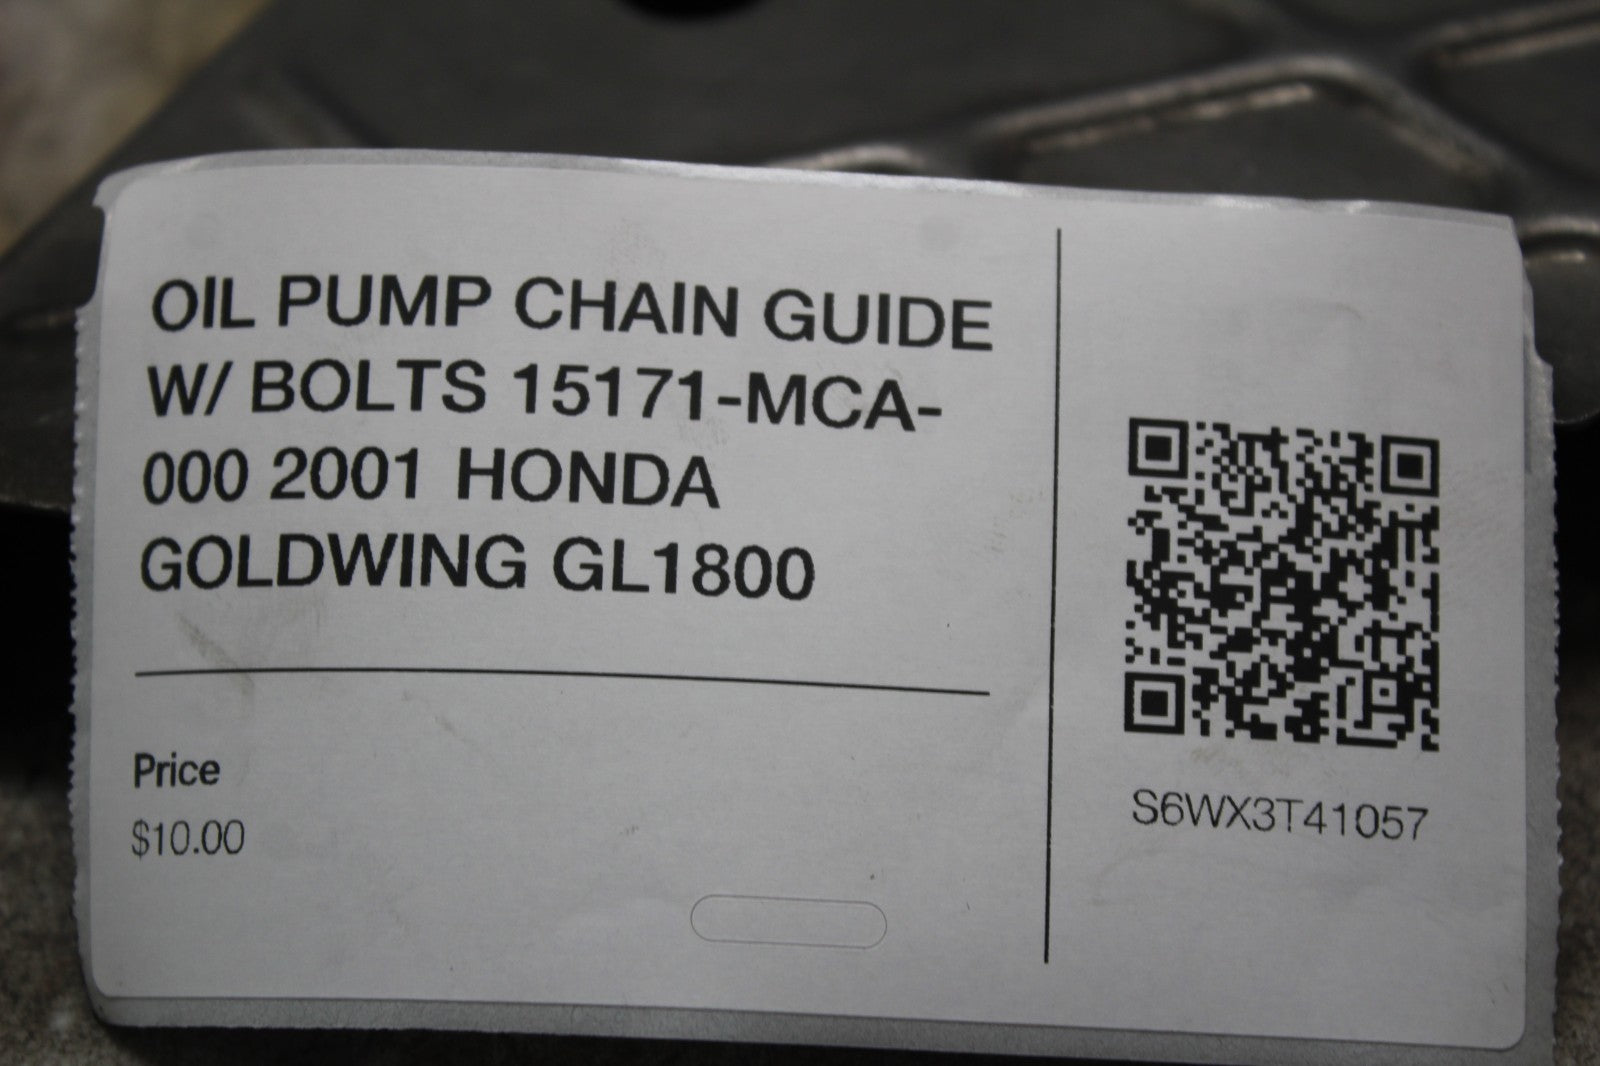 OIL PUMP CHAIN GUIDE
W/ BOLTS 15171-MCA-
000 2001 HONDA
GOLDWING GL1800
Price
$10.00
S6WX3T41057